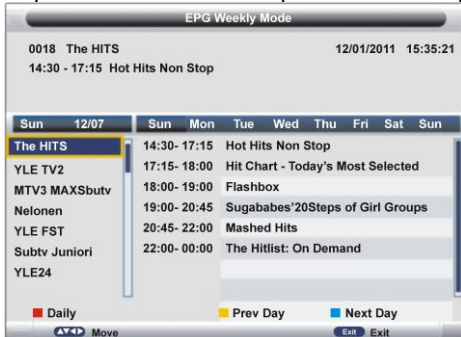 EPG Weekly Mode
0018 The HITS 12/01/2011 15:35:21
14:30 - 17:15 Hot Hits Non Stop
Sun 12/07 Sun Mon Tue Wed Thu Fri Sat Sun
The HITS 14:30- 17:15 Hot Hits Non Stop
YLE TV2 17:15- 18:00 Hit Chart - Today's Most Selected
MTV3 MAXSbutv 18:00- 19:00 Flashbox
Nelonen 19:00- 20:45 Sugababes'20Steps of Girl Groups
YLE FST 20:45- 22:00 Mashed Hits
Subtv Juniori 22:00- 00:00 The Hitlist: On Demand
YLE24
Daily Prev Day Next Day
Move Exit Exit